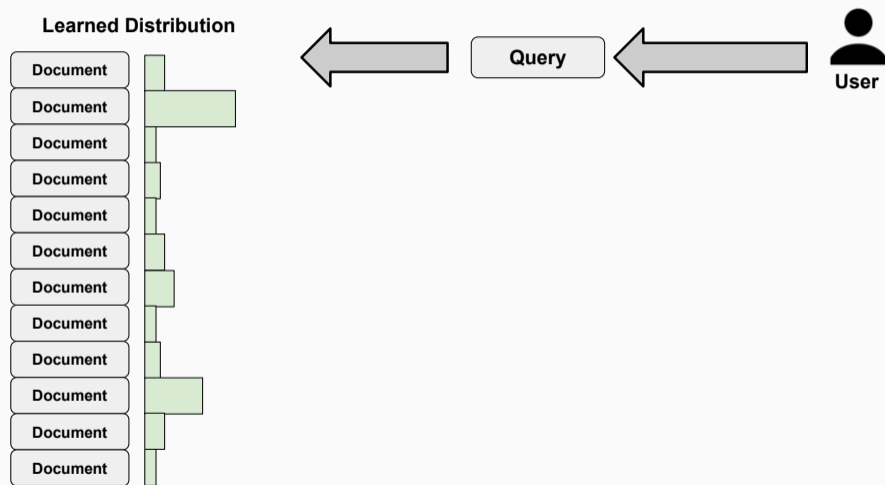 Learned Distribution
Query
User
Document
Document
Document
Document
Document
Document
Document
Document
Document
Document
Document
Document